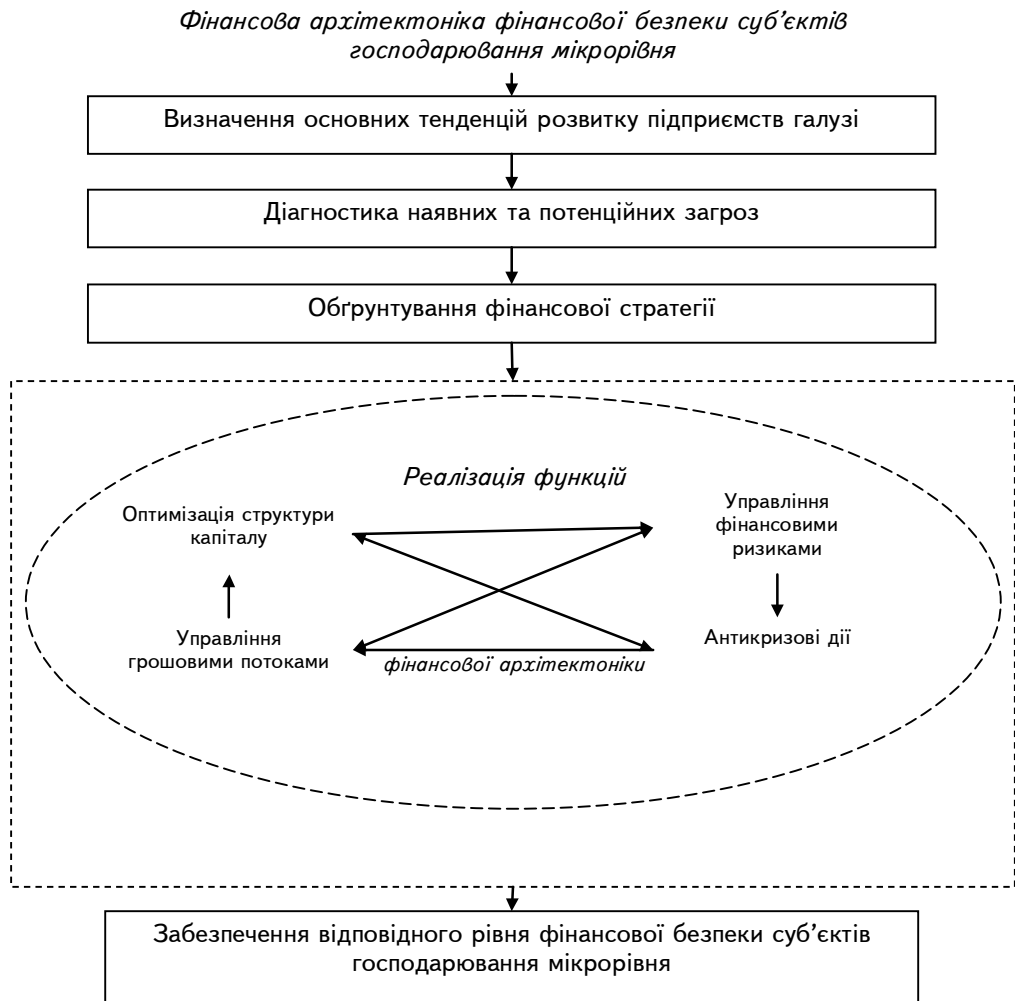 Фінансова архітектоніка фінансової безпеки суб’єктів
господарювання мікрорівня
Визначення основних тенденцій розвитку підприємств галузі
Діагностика наявних та потенційних загроз
Обґрунтування фінансової стратегії
Реалізація функцій
Оптимізація структури
капіталу
Управління
фінансовими
ризиками
Управління
грошовими потоками
Антикризові дії
фінансової архітектоніки
Забезпечення відповідного рівня фінансової безпеки суб’єктів
господарювання мікрорівня